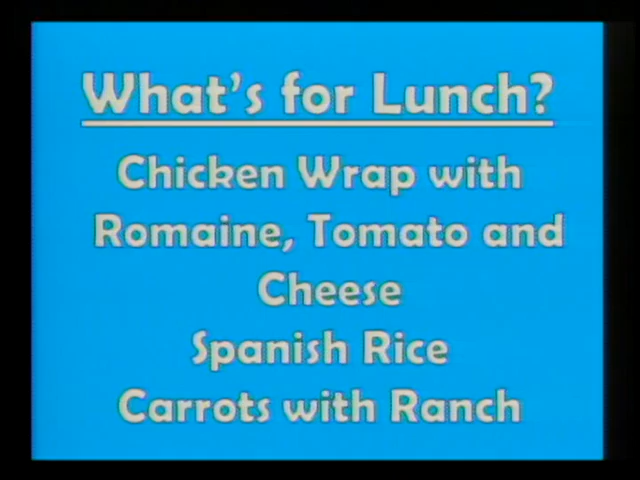 What's for Lunch?
Chicken Wrap with
Romaine, Tomato and
Cheese
Spanish Rice
Carrots with Ranch